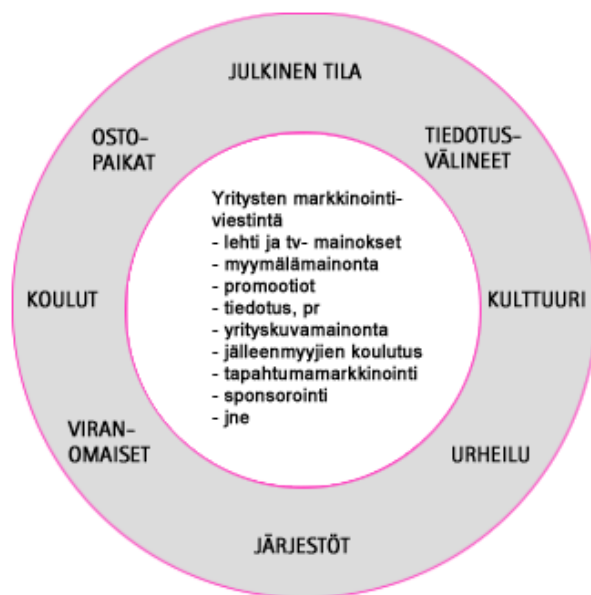 JULKINEN TILA
OSTO-
PAIKAT
TIEDOTUS-
VÄLINEET
Yritysten markkinointi-
viestintä
- lehti ja tv- mainokset
- myymälämainonta
- promootiot
- tiedotus, pr
- yrityskuvamainonta
- jälleenmyyjien koulutus
- tapahtumamarkkinointi
- sponsorointi
- jne
KOULUT
KULTTUURI
VIRAN-
OMAISET
URHEILU
JÄRJESTÖT